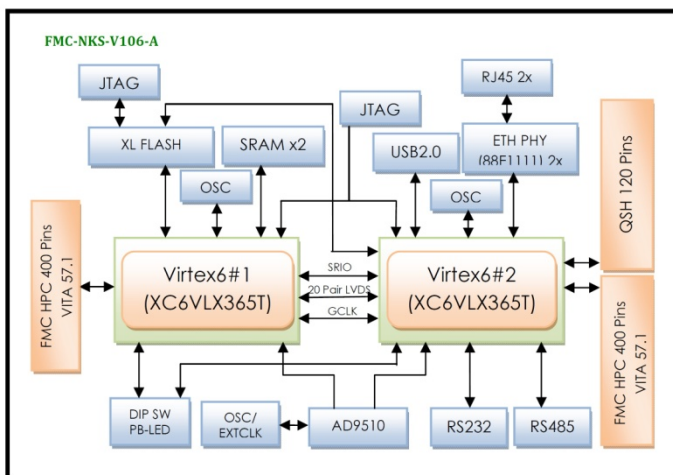 FMC-NKS-V106-A
JTAG
XL FLASH
SRAM x2
OSC
JTAG
USB2.0
RJ45 2x
ETH PHY
(88E1111) 2x
OSC
QSH 120 Pins
FMC HPC 400 Pins
VITA 57.1
Virtex6#1
(XC6VLX365T)
SRIO
20 Pair LVDS
GCLK
Virtex6#2
(XC6VLX365T)
FMC HPC 400 Pins
VITA 57.1
DIP SW
PB-LED
OSC/
EXTCLK
AD9510
RS232
RS485